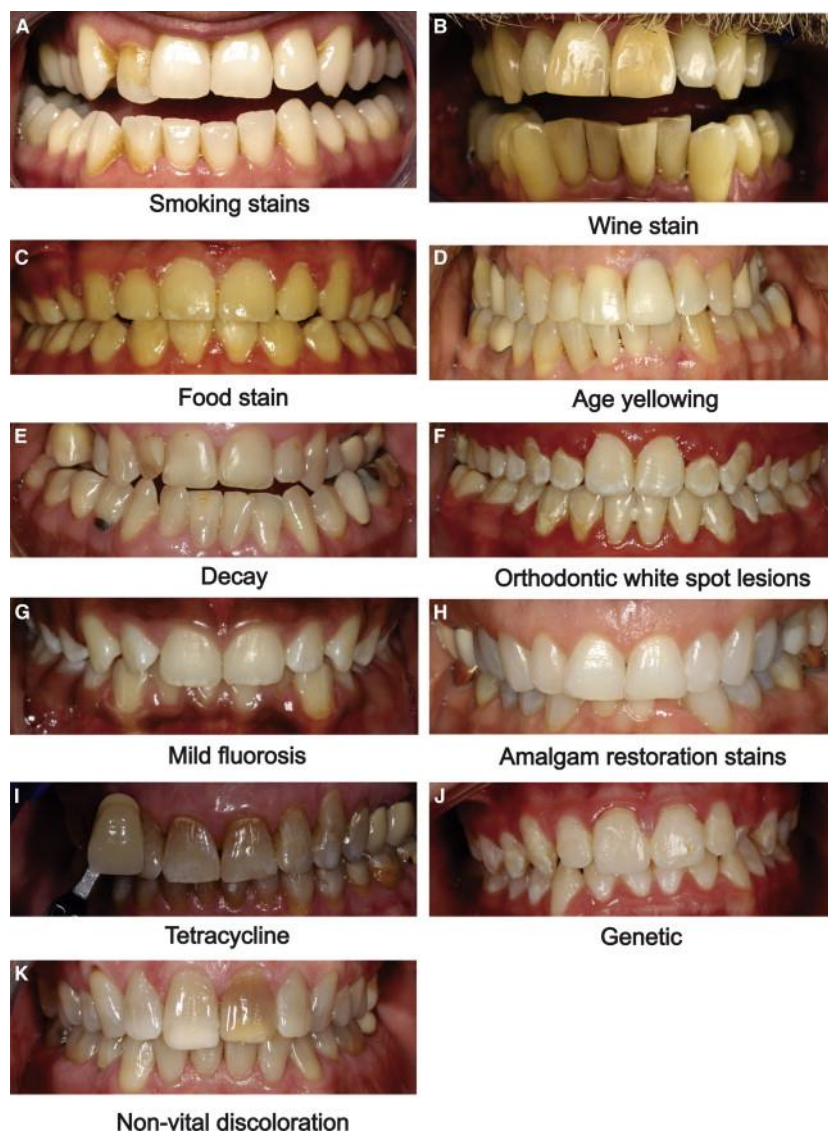 A
B
Smoking stains
Wine stain
C
D
Food stain
Age yellowing
E
F
Decay
Orthodontic white spot lesions
G
H
Mild fluorosis
Amalgam restoration stains
I
J
Tetracycline
Genetic
K
Non-vital discoloration